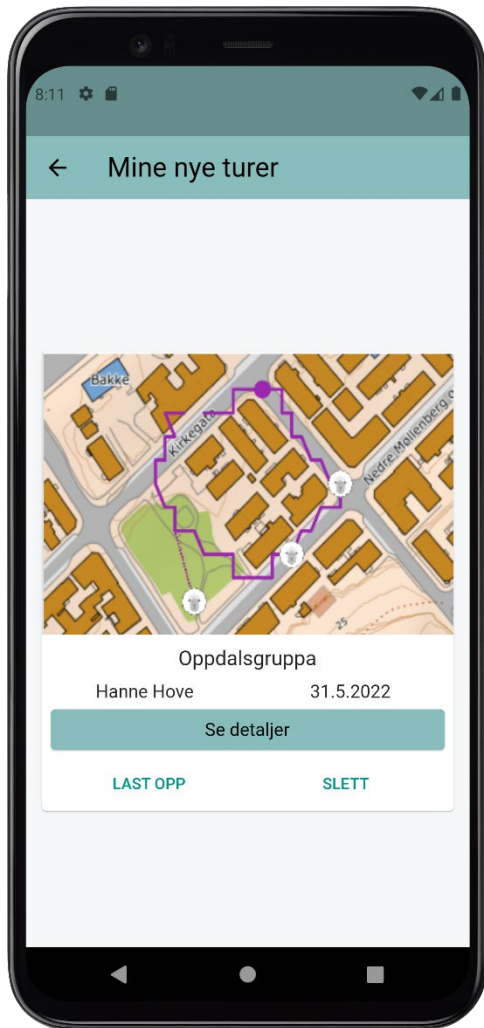 8:11
Mine nye turer
Bakke
Kirkegata
Nedre Møllenberg g
25
Oppdalsgruppa
Hanne Hove 31.5.2022
Se detaljer
LAST OPP SLETT